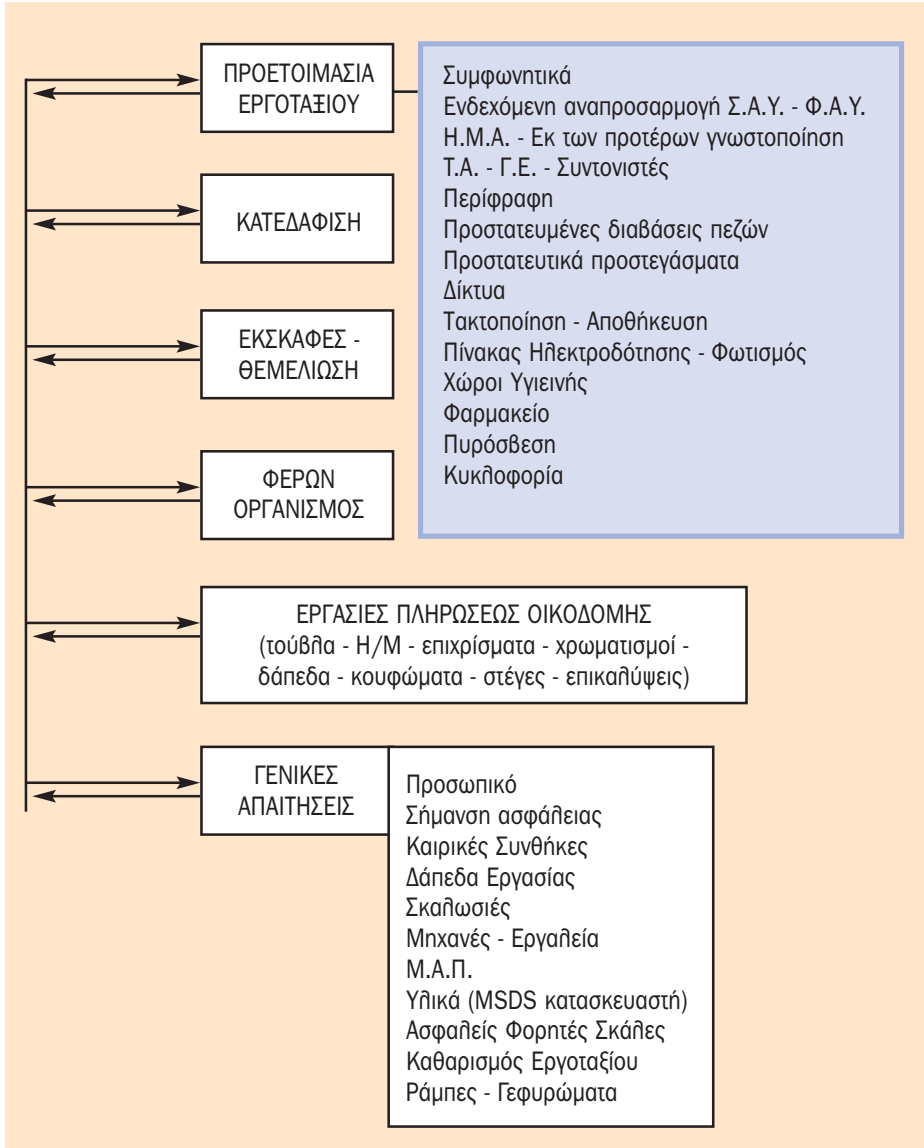 ΠΡΟΕΤΟΙΜΑΣΙΑ
ΕΡΓΟΤΑΞΙΟΥ
Συμφωνητικά
Ενδεχόμενη αναπροσαρμογή Σ.Α.Υ. - Φ.Α.Υ.
Η.Μ.Α. - Εκ των προτέρων γνωστοποίηση
Τ.Α. - Γ.Ε. - Συντονιστές
Περίφραφη
Προστατευμένες διαβάσεις πεζών
Προστατευτικά προστεγάσματα
Δίκτυα
Τακτοποίηση - Αποθήκευση
Πίνακας Ηλεκτροδότησης - Φωτισμός
Χώροι Υγιεινής
Φαρμακείο
Πυρόσβεση
Κυκλοφορία
ΚΑΤΕΔΑΦΙΣΗ
ΕΚΣΚΑΦΕΣ -
ΘΕΜΕΛΙΩΣΗ
ΦΕΡΩΝ
ΟΡΓΑΝΙΣΜΟΣ
ΕΡΓΑΣΙΕΣ ΠΛΗΡΩΣΕΩΣ ΟΙΚΟΔΟΜΗΣ
(τούβλα - Η/Μ - επιχρίσματα - χρωματισμοί -
δάπεδα - κουφώματα - στέγες - επικαλύψεις)
ΓΕΝΙΚΕΣ
ΑΠΑΙΤΗΣΕΙΣ
Προσωπικό
Σήμανση ασφάλειας
Καιρικές Συνθήκες
Δάπεδα Εργασίας
Σκαλωσιές
Μηχανές - Εργαλεία
Μ.Α.Π.
Υλικά (MSDS κατασκευαστή)
Ασφαλείς Φορητές Σκάλες
Καθαρισμός Εργοταξίου
Ράμπες - Γεφυρώματα